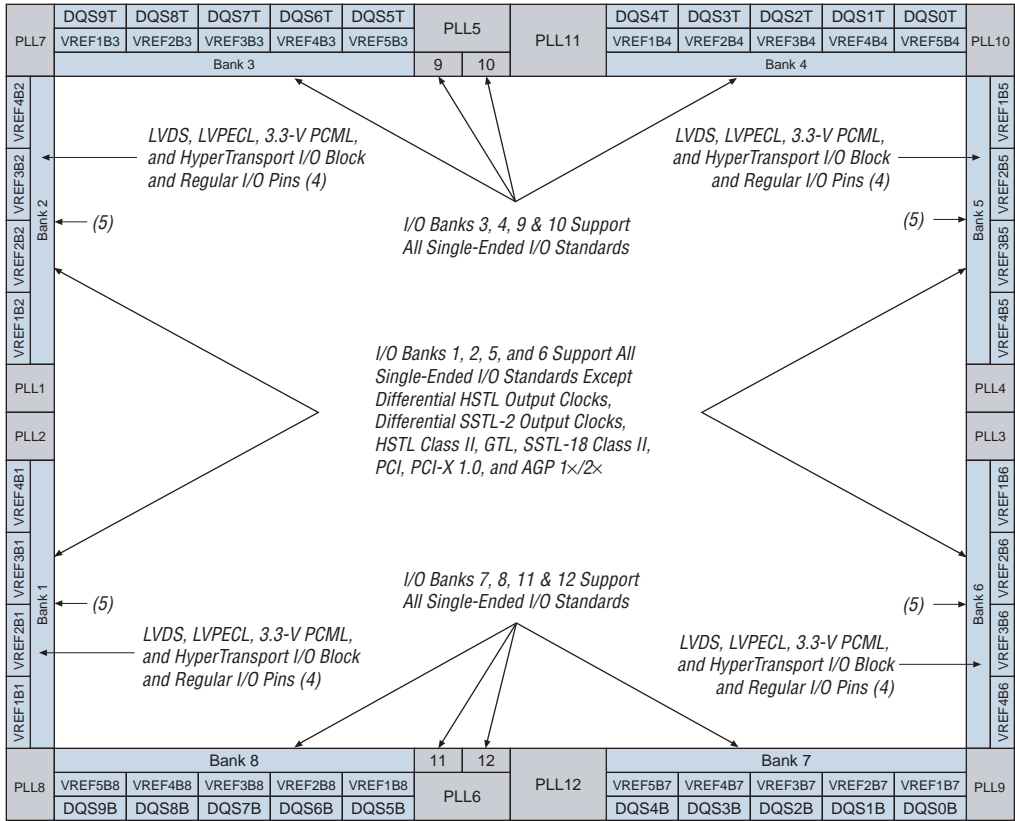 PLL7 DQS9T DQS8T DQS7T DQS6T DQS5T PLL5 PLL11 DQS4T DQS3T DQS2T DQS1T DQS0T PLL10
VREF1B3 VREF2B3 VREF3B3 VREF4B3 VREF5B3 VREF1B4 VREF2B4 VREF3B4 VREF4B4 VREF5B4
Bank 3 9 10 Bank 4
VREF4B2
VREF3B2
VREF2B2
VREF1B2
Bank 2
LVDS, LVPECL, 3.3-V PCML,
and HyperTransport I/O Block
and Regular I/O Pins (4)
(5)
I/O Banks 3, 4, 9 & 10 Support
All Single-Ended I/O Standards
LVDS, LVPECL, 3.3-V PCML,
and HyperTransport I/O Block
and Regular I/O Pins (4)
(5)
Bank 5
VREF1B5
VREF2B5
VREF3B5
VREF4B5
PLL1
PLL2
I/O Banks 1, 2, 5, and 6 Support All
Single-Ended I/O Standards Except
Differential HSTL Output Clocks,
Differential SSTL-2 Output Clocks,
HSTL Class II, GTL, SSTL-18 Class II,
PCI, PCI-X 1.0, and AGP 1×/2×
PLL4
PLL3
VREF4B1
VREF3B1
VREF2B1
VREF1B1
Bank 1
(5)
LVDS, LVPECL, 3.3-V PCML,
and HyperTransport I/O Block
and Regular I/O Pins (4)
I/O Banks 7, 8, 11 & 12 Support
All Single-Ended I/O Standards
(5)
LVDS, LVPECL, 3.3-V PCML,
and HyperTransport I/O Block
and Regular I/O Pins (4)
Bank 6
VREF1B6
VREF2B6
VREF3B6
VREF4B6
Bank 8 11 12 Bank 7
PLL8 VREF5B8 VREF4B8 VREF3B8 VREF2B8 VREF1B8 PLL6 PLL12 VREF5B7 VREF4B7 VREF3B7 VREF2B7 VREF1B7 PLL9
DQS9B DQS8B DQS7B DQS6B DQS5B DQS4B DQS3B DQS2B DQS1B DQS0B